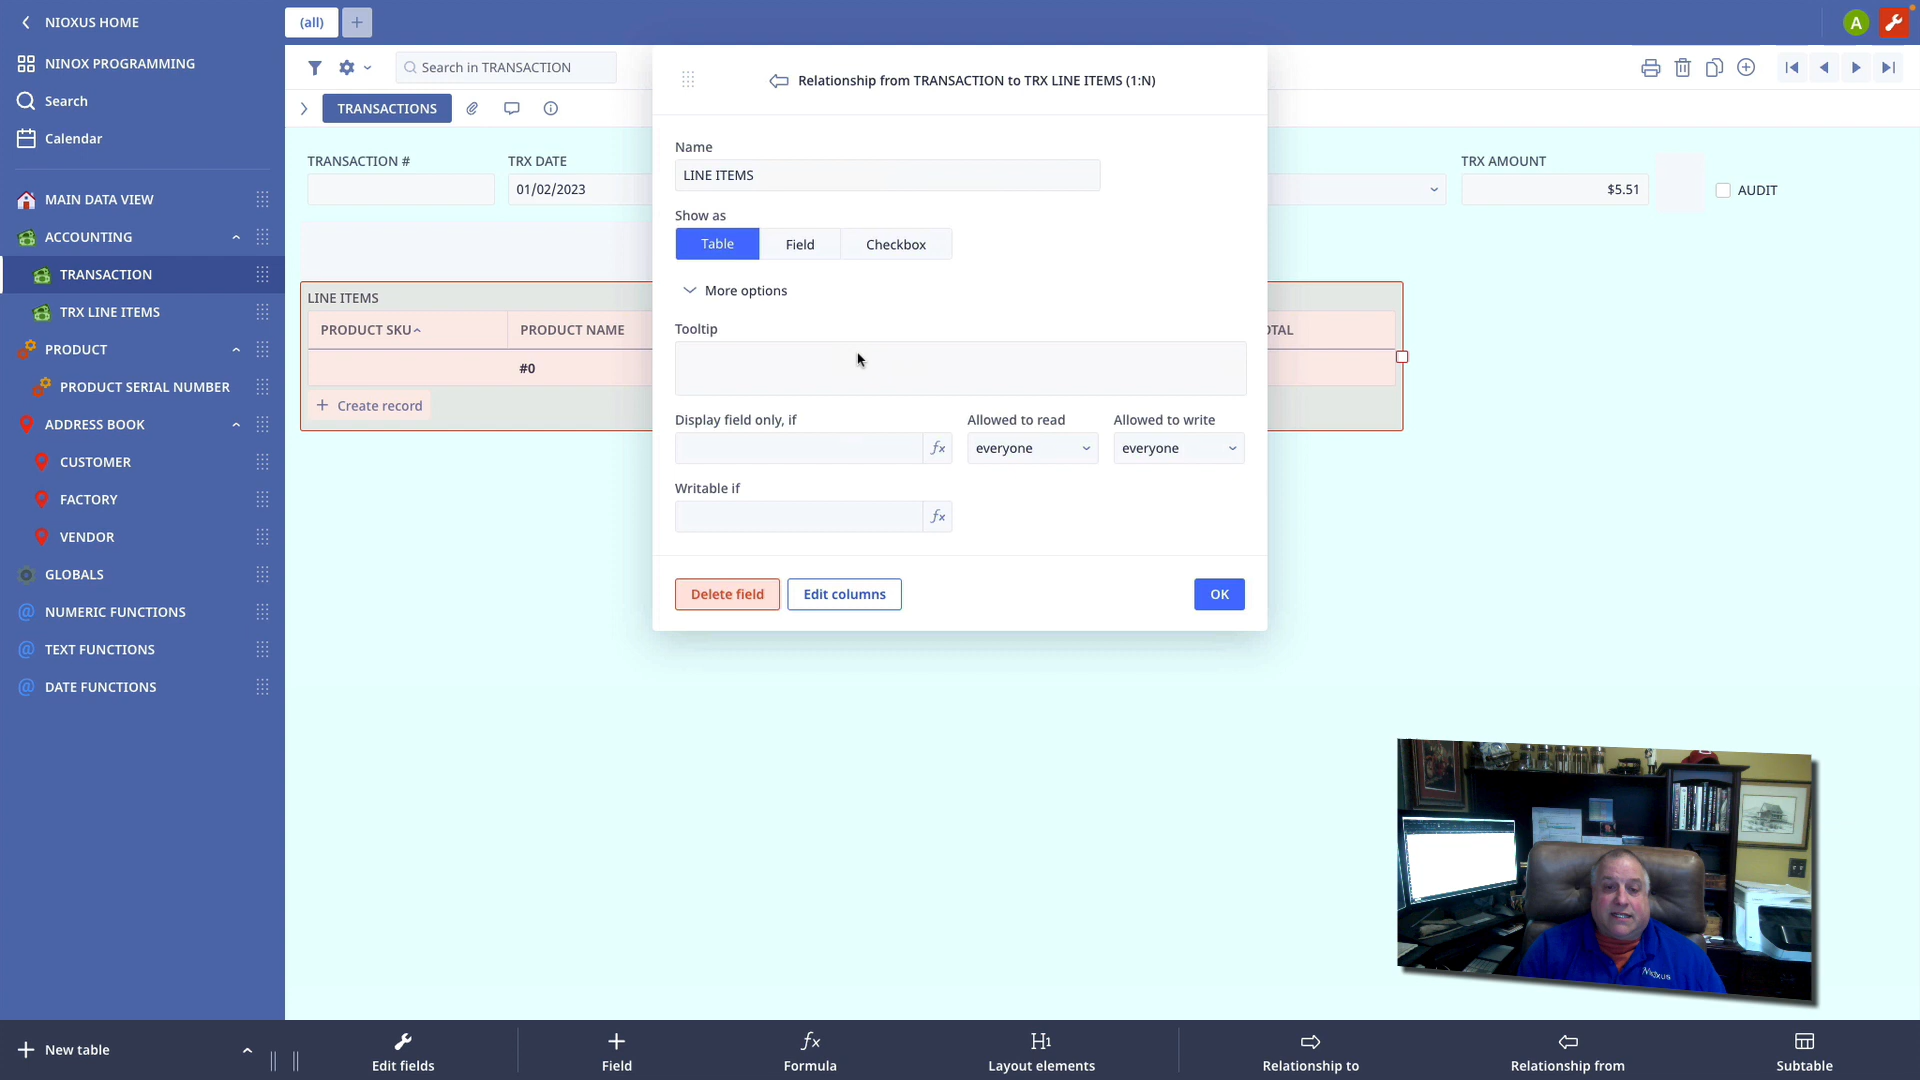 NIOXUS HOME
(all)
+
A
NINOX PROGRAMMING
Search
Calendar
MAIN DATA VIEW
ACCOUNTING
TRANSACTION
TRX LINE ITEMS
PRODUCT
PRODUCT SERIAL NUMBER
ADDRESS BOOK
CUSTOMER
FACTORY
VENDOR
GLOBALS
@ NUMERIC FUNCTIONS
@ TEXT FUNCTIONS
@ DATE FUNCTIONS
Search in TRANSACTION
TRANSACTIONS
TRANSACTION #
TRX DATE
01/02/2023
TRX AMOUNT
$5.51
AUDIT
LINE ITEMS
PRODUCT SKU
PRODUCT NAME
OTAL
#0
+ Create record
Relationship from TRANSACTION to TRX LINE ITEMS (1:N)
Name
LINE ITEMS
Show as
Table Field Checkbox
More options
Tooltip
Display field only, if
Allowed to read
Allowed to write
fx
everyone
everyone
Writable if
fx
Delete field
Edit columns
OK
Nioxus
+ New table
Edit fields
Field
fx
Formula
H1
Layout elements
Relationship to
Relationship from
Subtable